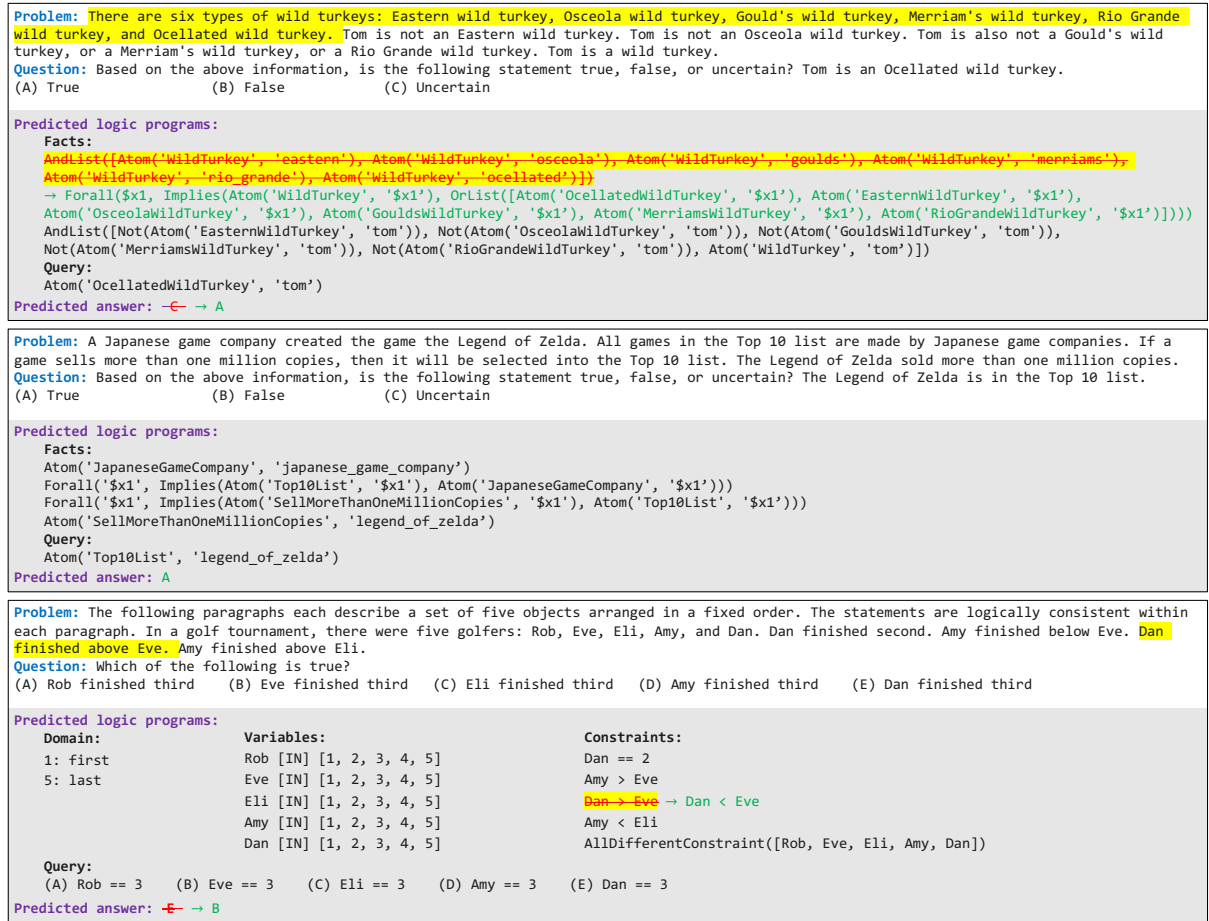 Problem: There are six types of wild turkeys: Eastern wild turkey, Osceola wild turkey, Gould's wild turkey, Merriam's wild turkey, Rio Grande
wild turkey, and Ocellated wild turkey. Tom is not an Eastern wild turkey. Tom is not an Osceola wild turkey. Tom is also not a Gould's wild
turkey, or a Merriam's wild turkey, or a Rio Grande wild turkey. Tom is a wild turkey.
Question: Based on the above information, is the following statement true, false, or uncertain? Tom is an Ocellated wild turkey.
(A) True (B) False (C) Uncertain
Predicted logic programs:
Facts:
AndList([Atom('WildTurkey', 'eastern'), Atom('WildTurkey', 'osceola'), Atom('WildTurkey', 'goulds'), Atom('WildTurkey', 'merriams'),
Atom('WildTurkey', 'rio_grande'), Atom('WildTurkey', 'ocellated’)])
→ Forall($x1, Implies(Atom('WildTurkey', '$x1’), OrList([Atom('OcellatedWildTurkey', '$x1’), Atom('EasternWildTurkey', '$x1’),
Atom('OsceolaWildTurkey', '$x1’), Atom('GouldsWildTurkey', '$x1’), Atom('MerriamsWildTurkey', '$x1’), Atom('RioGrandeWildTurkey', '$x1’)])))
AndList([Not(Atom('EasternWildTurkey', 'tom')), Not(Atom('OsceolaWildTurkey', 'tom')), Not(Atom('GouldsWildTurkey', 'tom')),
Not(Atom('MerriamsWildTurkey', 'tom')), Not(Atom('RioGrandeWildTurkey', 'tom')), Atom('WildTurkey', 'tom’)])
Query:
Atom('OcellatedWildTurkey', 'tom’)
Predicted answer: C → A
Problem: A Japanese game company created the game the Legend of Zelda. All games in the Top 10 list are made by Japanese game companies. If a
game sells more than one million copies, then it will be selected into the Top 10 list. The Legend of Zelda sold more than one million copies.
Question: Based on the above information, is the following statement true, false, or uncertain? The Legend of Zelda is in the Top 10 list.
(A) True (B) False (C) Uncertain
Predicted logic programs:
Facts:
Atom('JapaneseGameCompany', 'japanese_game_company’)
Forall('$x1', Implies(Atom('Top10List', '$x1'), Atom('JapaneseGameCompany', '$x1’)))
Forall('$x1', Implies(Atom('SellMoreThanOneMillionCopies', '$x1'), Atom('Top10List', '$x1’)))
Atom('SellMoreThanOneMillionCopies', 'legend_of_zelda’)
Query:
Atom('Top10List', 'legend_of_zelda’)
Predicted answer: A
Problem: The following paragraphs each describe a set of five objects arranged in a fixed order. The statements are logically consistent within
each paragraph. In a golf tournament, there were five golfers: Rob, Eve, Eli, Amy, and Dan. Dan finished second. Amy finished below Eve. Dan
finished above Eve. Amy finished above Eli.
Question: Which of the following is true?
(A) Rob finished third (B) Eve finished third (C) Eli finished third (D) Amy finished third (E) Dan finished third
Predicted logic programs:
Domain: Variables: Constraints:
1: first Rob [IN] [1, 2, 3, 4, 5] Dan == 2
5: last Eve [IN] [1, 2, 3, 4, 5] Amy > Eve
Eli [IN] [1, 2, 3, 4, 5] Dan > Eve → Dan < Eve
Amy [IN] [1, 2, 3, 4, 5] Amy < Eli
Dan [IN] [1, 2, 3, 4, 5] AllDifferentConstraint([Rob, Eve, Eli, Amy, Dan])
Query:
(A) Rob == 3 (B) Eve == 3 (C) Eli == 3 (D) Amy == 3 (E) Dan == 3
Predicted answer: E → B